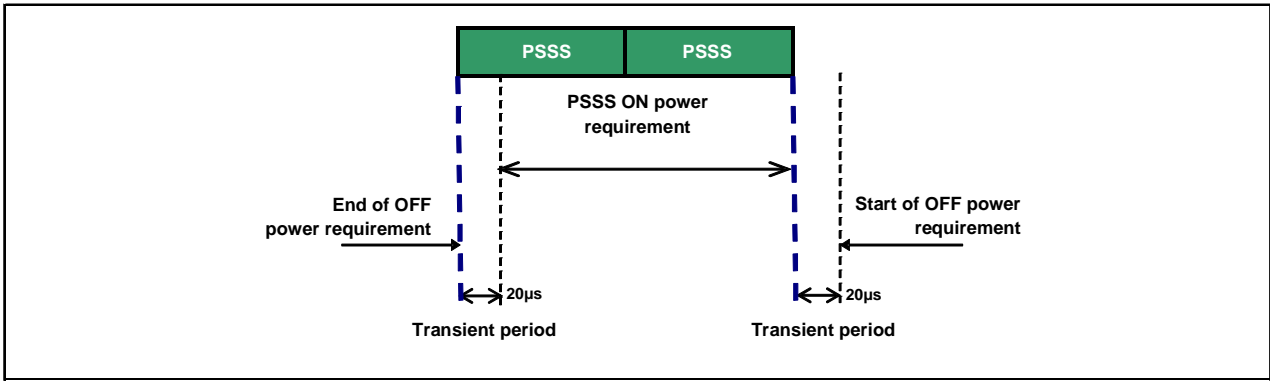 PSSS PSSS
PSSS ON power
requirement
End of OFF
power requirement
Start of OFF power
requirement
20µs
20µs
Transient period
Transient period